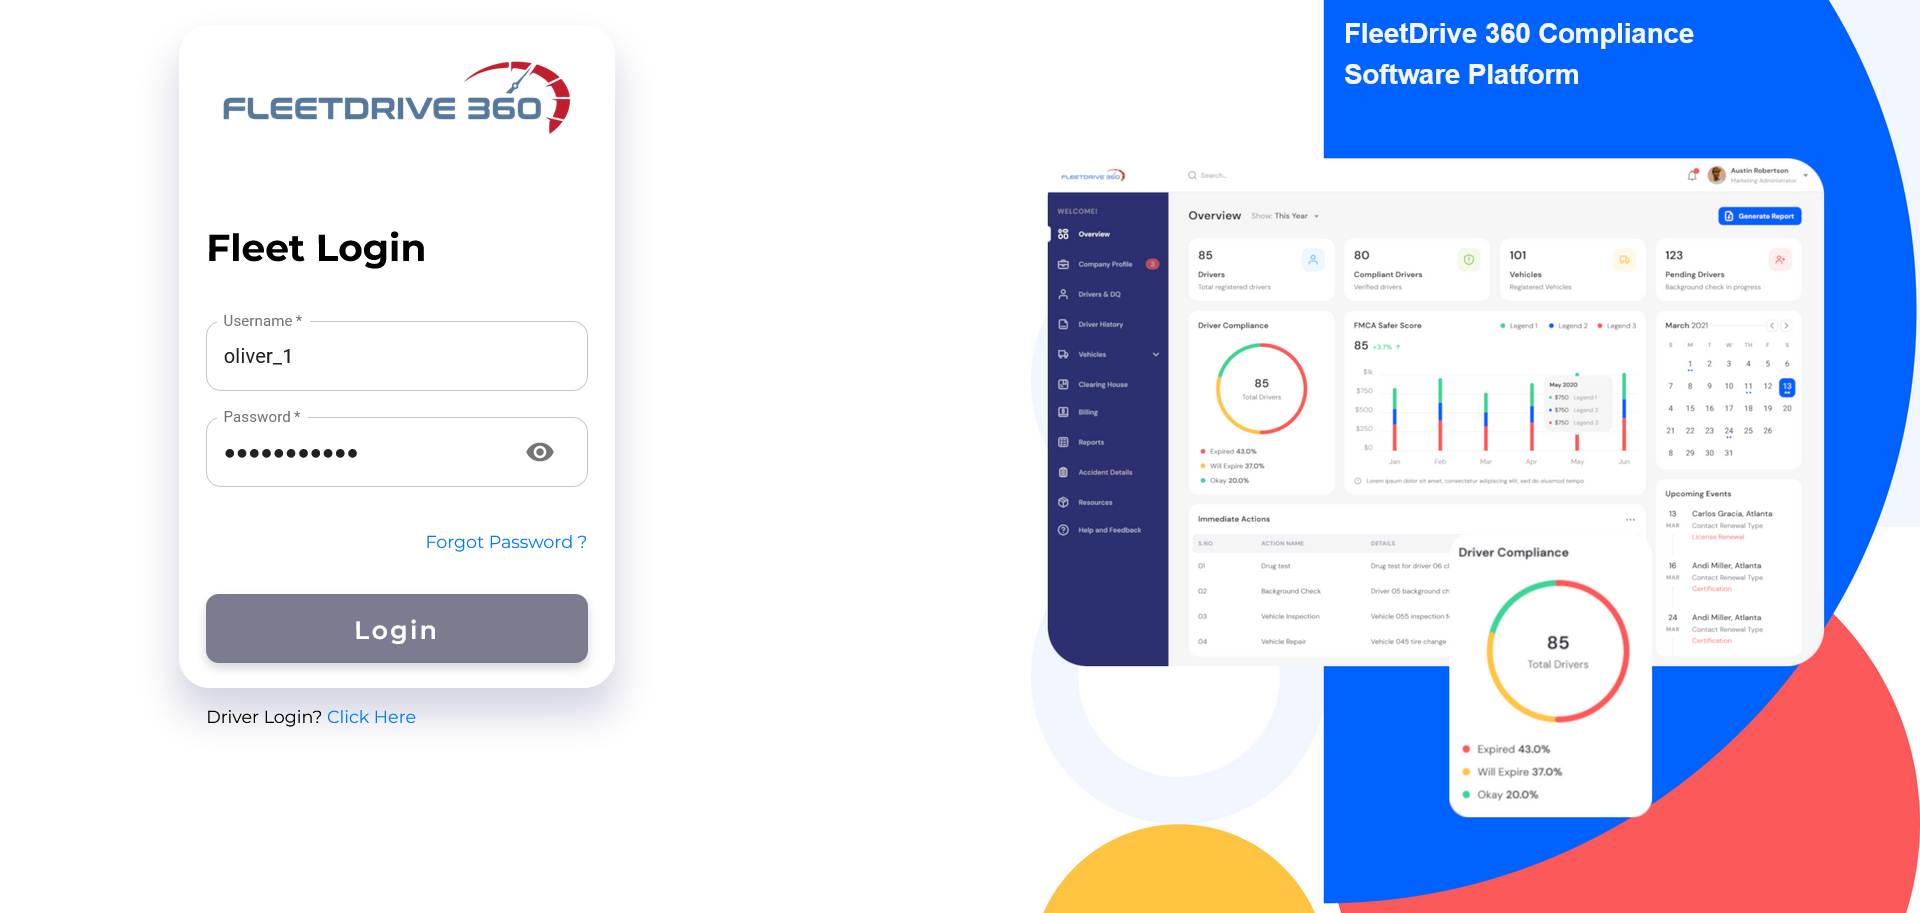 FLEETDRIVE 360
Fleet Login
Username *
oliver_1
Password *
•••••••••••
Forgot Password ?
Login
Driver Login? Click Here
FleetDrive 360 Compliance
Software Platform
FLEETDRIVE 360
Search..
Austin Robertson
Marketing Administrator
WELCOME!
Overview
Company Profile 3
Drivers & DQ
Driver History
Vehicles
Clearing House
Billing
Reports
Accident Details
Resources
Help and Feedback
Overview Show: This Year
Generate Report
85
Drivers
Total registered drivers
80
Compliant Drivers
Verified drivers
101
Vehicles
Registered Vehicles
123
Pending Drivers
Background check in progress
Driver Compliance
85
Total Drivers
Expired 43.0%
Will Expire 37.0%
Okay 20.0%
FMCA Safer Score
Legend 1 Legend 2 Legend 3
85 +3.7%
$1k
$750
$500
$250
$0
Jan Feb Mar Apr May Jun
May 2020
$750 Legend 1
$750 Legend 2
$750 Legend 3
Lorem ipsum dolor sit amet, consectetur adipiscing elit, sed do eiusmod tempo
March 2021
S M T W TH F S
1 2 3 4 5 6
7 8 9 10 11 12 13
4 15 16 17 18 19 20
21 22 23 24 25 26
8 29 30 31
Immediate Actions
S.NO ACTION NAME DETAILS
01 Drug test Drug test for driver 06 cl
02 Background Check Driver 05 background ch
03 Vehicle Inspection Vehicle 055 inspection f
04 Vehicle Repair Vehicle 045 tire change
Upcoming Events
13 Carlos Gracia, Atlanta
MAR Contact Renewal Type
License Renewal
16 Andi Miller, Atlanta
MAR Contact Renewal Type
Certification
24 Andi Miller, Atlanta
MAR Contact Renewal Type
Certification
Driver Compliance
85
Total Drivers
Expired 43.0%
Will Expire 37.0%
Okay 20.0%